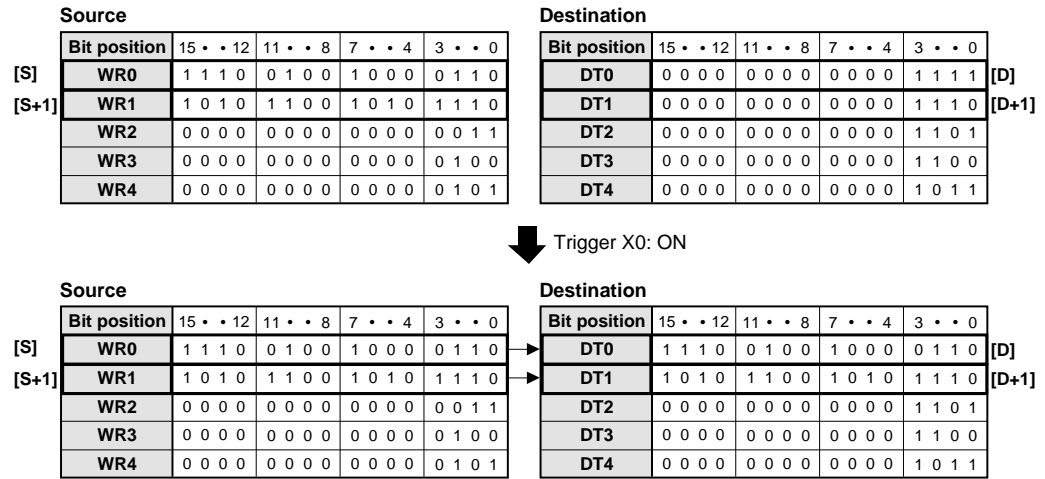 Source Destination
Bit position 15 • • 12 11 • • 8 7 • • 4 3 • • 0 Bit position 15 • • 12 11 • • 8 7 • • 4 3 • • 0
[S] WR0 1 1 1 0 0 1 0 0 1 0 0 0 0 1 1 0 DT0 0 0 0 0 0 0 0 0 0 0 0 0 1 1 1 1 [D]
[S+1] WR1 1 0 1 0 1 1 0 0 1 0 1 0 1 1 1 0 DT1 0 0 0 0 0 0 0 0 0 0 0 0 1 1 1 0 [D+1]
WR2 0 0 0 0 0 0 0 0 0 0 0 0 0 0 1 1 DT2 0 0 0 0 0 0 0 0 0 0 0 0 1 1 0 1
WR3 0 0 0 0 0 0 0 0 0 0 0 0 0 1 0 0 DT3 0 0 0 0 0 0 0 0 0 0 0 0 1 1 0 0
WR4 0 0 0 0 0 0 0 0 0 0 0 0 0 1 0 1 DT4 0 0 0 0 0 0 0 0 0 0 0 0 1 0 1 1
Trigger X0: ON
Source Destination
Bit position 15 • • 12 11 • • 8 7 • • 4 3 • • 0 Bit position 15 • • 12 11 • • 8 7 • • 4 3 • • 0
[S] WR0 1 1 1 0 0 1 0 0 1 0 0 0 0 1 1 0 DT0 1 1 1 0 0 1 0 0 1 0 0 0 0 1 1 0 [D]
[S+1] WR1 1 0 1 0 1 1 0 0 1 0 1 0 1 1 1 0 DT1 1 0 1 0 1 1 0 0 1 0 1 0 1 1 1 0 [D+1]
WR2 0 0 0 0 0 0 0 0 0 0 0 0 0 0 1 1 DT2 0 0 0 0 0 0 0 0 0 0 0 0 1 1 0 1
WR3 0 0 0 0 0 0 0 0 0 0 0 0 0 1 0 0 DT3 0 0 0 0 0 0 0 0 0 0 0 0 1 1 0 0
WR4 0 0 0 0 0 0 0 0 0 0 0 0 0 1 0 1 DT4 0 0 0 0 0 0 0 0 0 0 0 0 1 0 1 1